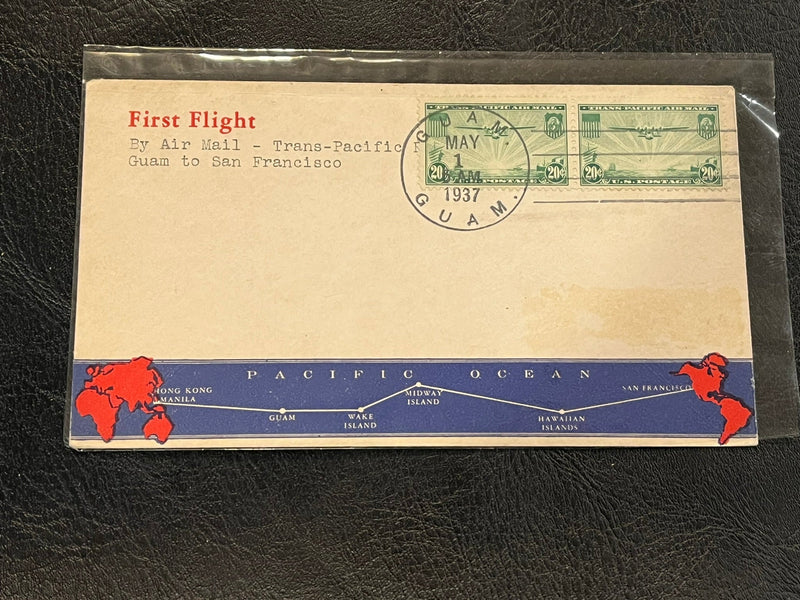 First Flight
By Air Mail - Trans-Pacific
Guam to San Francisco
GUAM
MAY
1
AM
1937
GUAM.
TRANS-PACIFIC AIR MAIL
20¢ U.S. POSTAGE
TRANS-PACIFIC AIR MAIL
20¢ U.S. POSTAGE 20¢
PACIFIC OCEAN
HONG KONG
MANILA
GUAM
WAKE
ISLAND
MIDWAY
ISLAND
HAWAIIAN
ISLANDS
SAN FRANCISCO